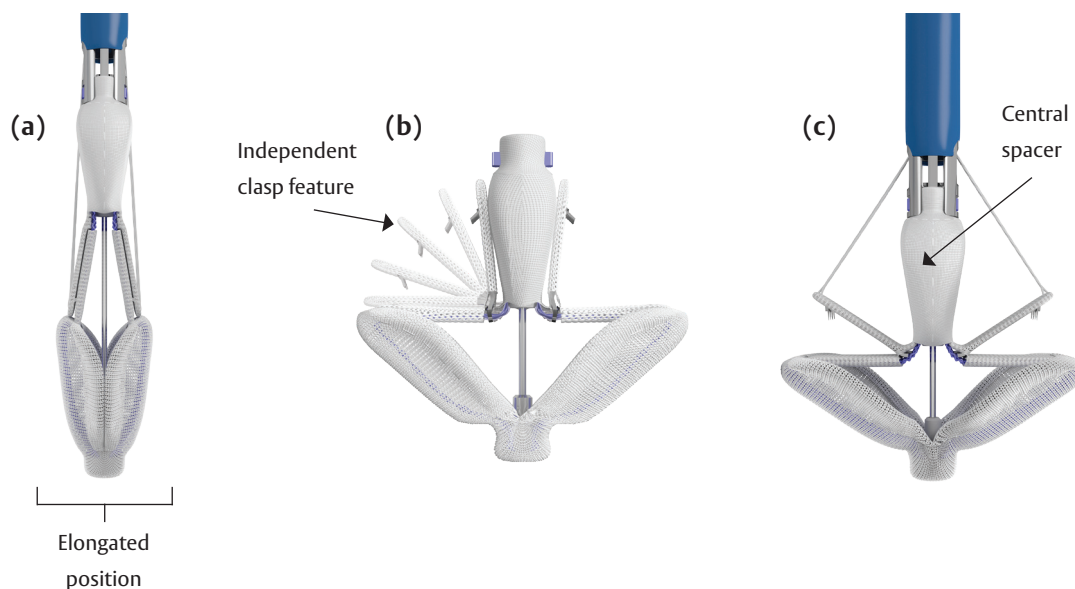 (a)
Elongated
position
(b)
Independent
clasp feature
(c)
Central
spacer